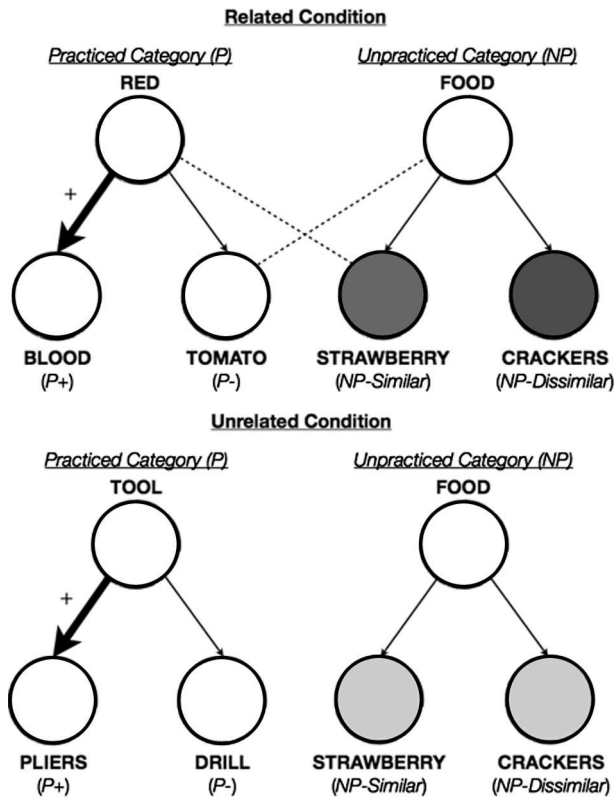 Related Condition
Practiced Category (P) Unpracticed Category (NP)
RED FOOD
+
BLOOD TOMATO STRAWBERRY CRACKERS
(P+) (P-) (NP-Similar) (NP-Dissimilar)
Unrelated Condition
Practiced Category (P) Unpracticed Category (NP)
TOOL FOOD
+
PLIERS DRILL STRAWBERRY CRACKERS
(P+) (P-) (NP-Similar) (NP-Dissimilar)